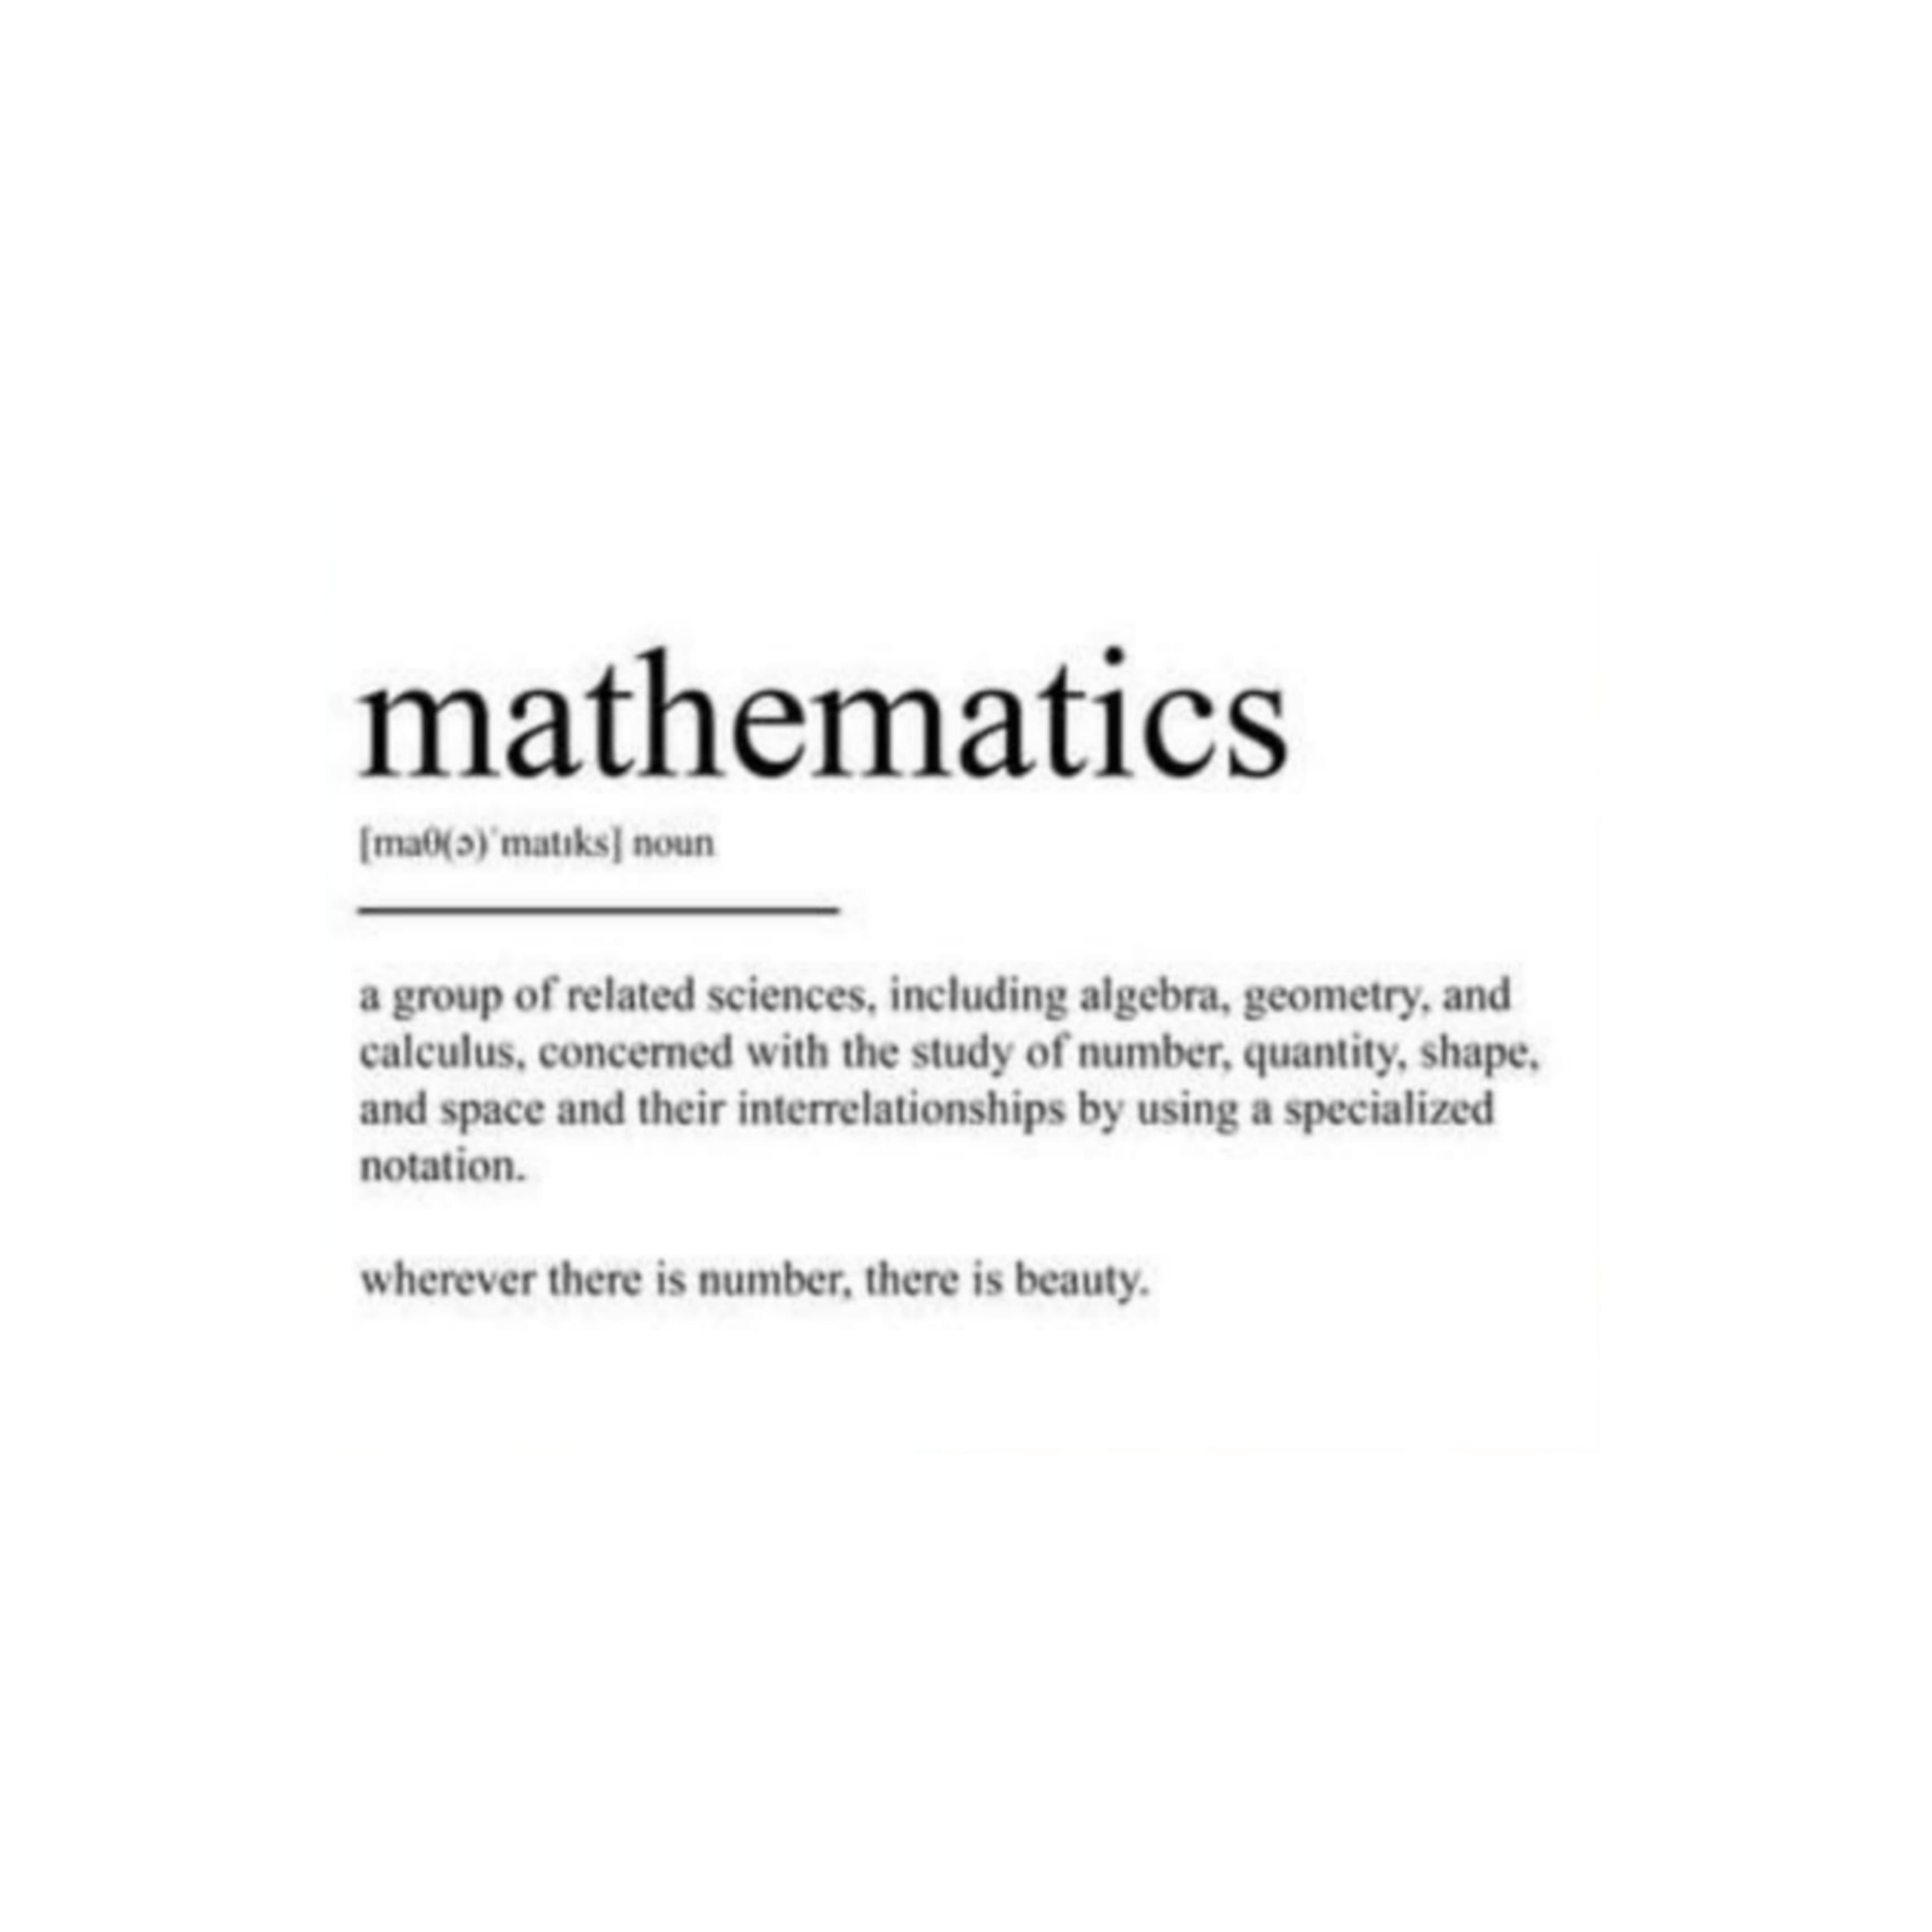 mathematics
[maθ(ɔ)ˈmatıks] noun
a group of related sciences, including algebra, geometry, and
calculus, concerned with the study of number, quantity, shape,
and space and their interrelationships by using a specialized
notation.
wherever there is number, there is beauty.